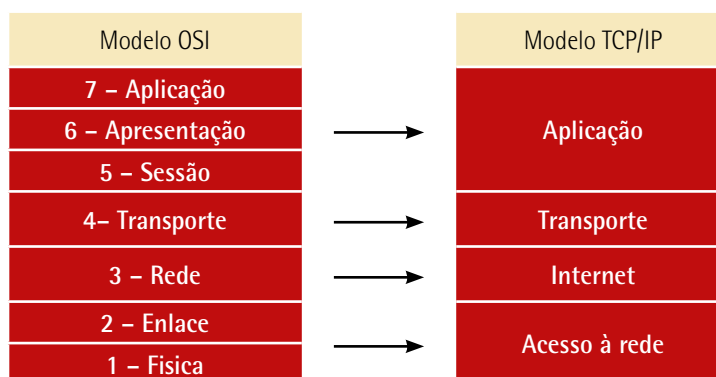 Modelo OSI
7 – Aplicação
6 – Apresentação
5 – Sessão
4– Transporte
3 – Rede
2 – Enlace
1 – Fisica
Modelo TCP/IP
Aplicação
Transporte
Internet
Acesso à rede